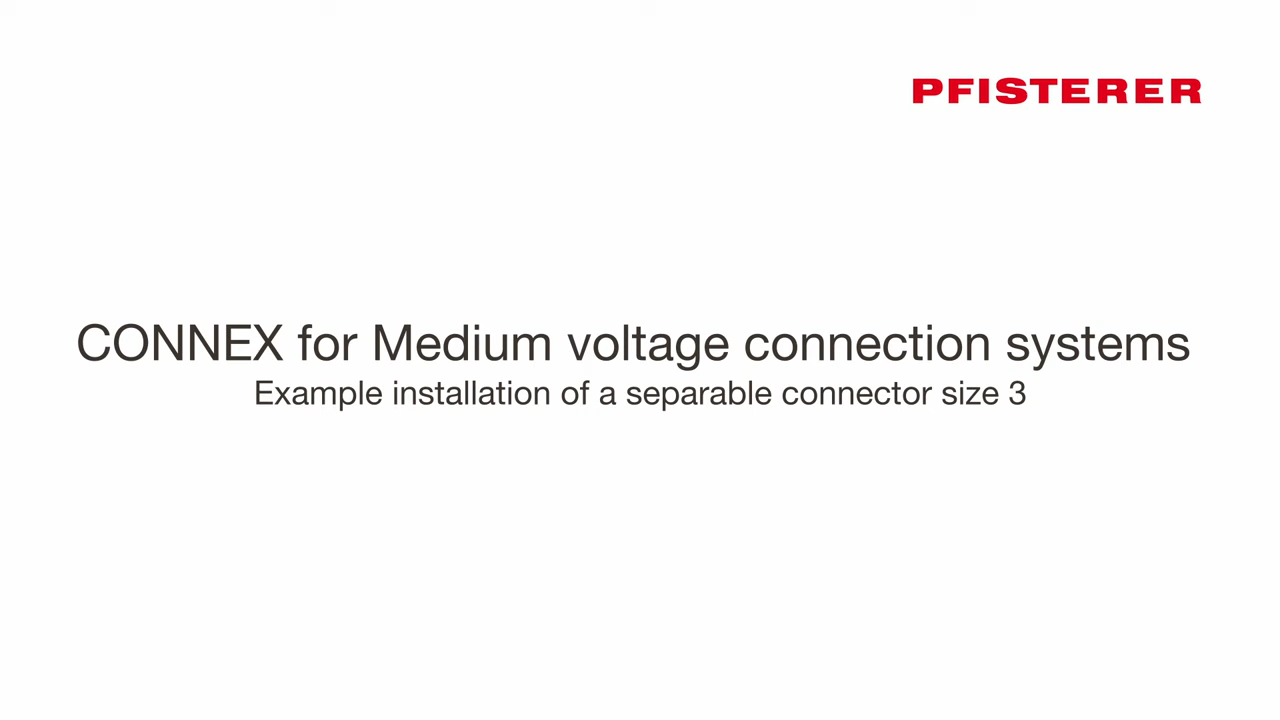 PFISTERER
CONNEX for Medium voltage connection systems
Example installation of a separable connector size 3